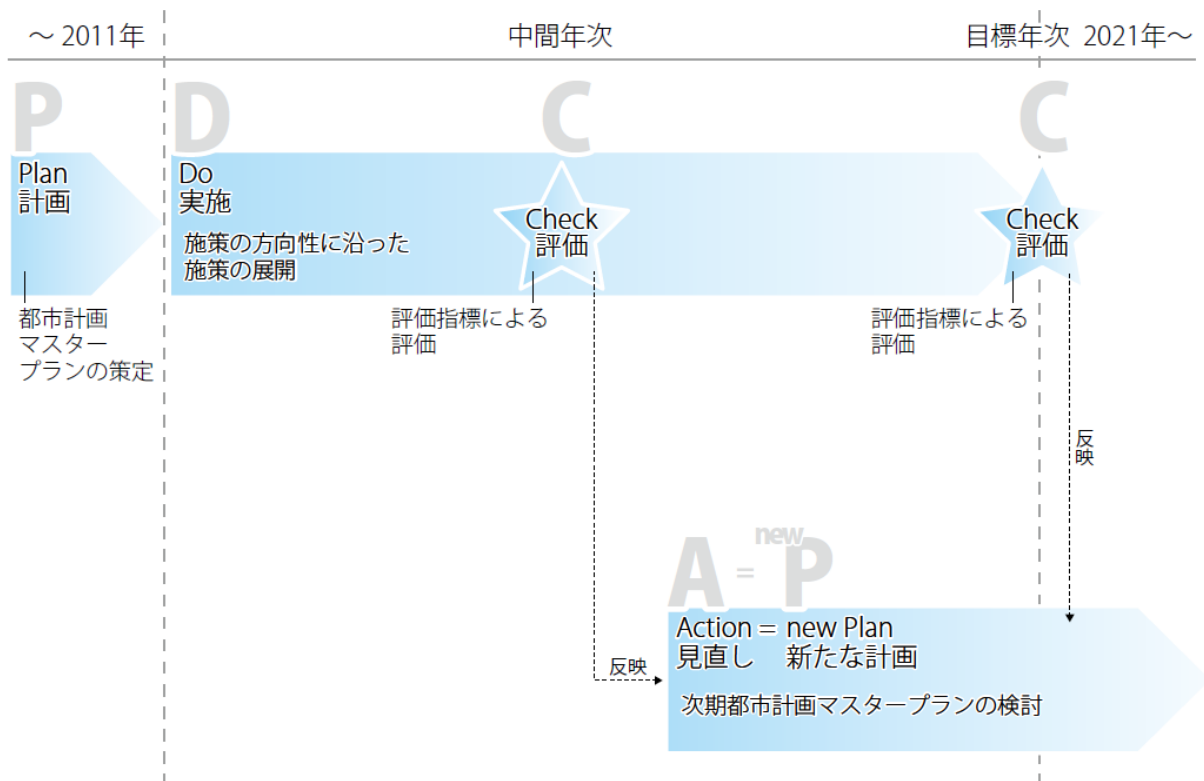 ～ 2011年
中間年次
目標年次 2021年～
P
Plan
計画
都市計画
マスター
プランの策定
D
Do
実施
施策の方向性に沿った
施策の展開
C
Check
評価
評価指標による
評価
C
Check
評価
評価指標による
評価
反映
反映
A = new P
Action = new Plan
見直し 新たな計画
次期都市計画マスタープランの検討